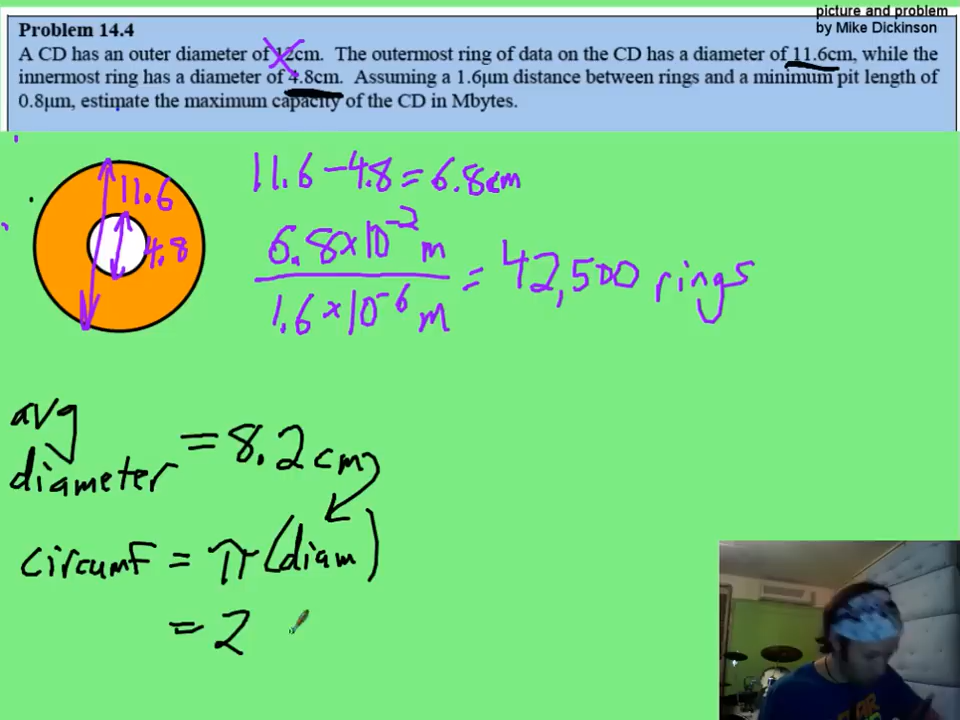 picture and problem
by Mike Dickinson
Problem 14.4
A CD has an outer diameter of 12cm. The outermost ring of data on the CD has a diameter of 11.6cm, while the
innermost ring has a diameter of 4.8cm. Assuming a 1.6μm distance between rings and a minimum pit length of
0.8μm, estimate the maximum capacity of the CD in Mbytes.
11.6
4.8
11.6 - 4.8 = 6.8cm
6.8 × 10⁻² m
1.6 × 10⁻⁶ m
= 42,500 rings
avg
diameter = 8.2cm
circumf = π(diam)
= 2